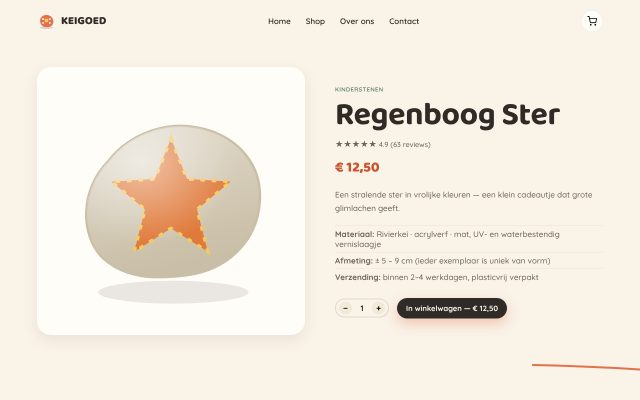 KEIGOED
Home Shop Over ons Contact
KINDERSTENEN
Regenboog Ster
★★★★★ 4.9 (63 reviews)
€ 12,50
Een stralende ster in vrolijke kleuren — een klein cadeautje dat grote
glimlachen geeft.
Materiaal: Rivierkei · acrylverf · mat, UV- en waterbestendig
vernislaagje
Afmeting: ± 5 – 9 cm (ieder exemplaar is uniek van vorm)
Verzending: binnen 2–4 werkdagen, plasticvrij verpakt
− 1 + In winkelwagen — € 12,50